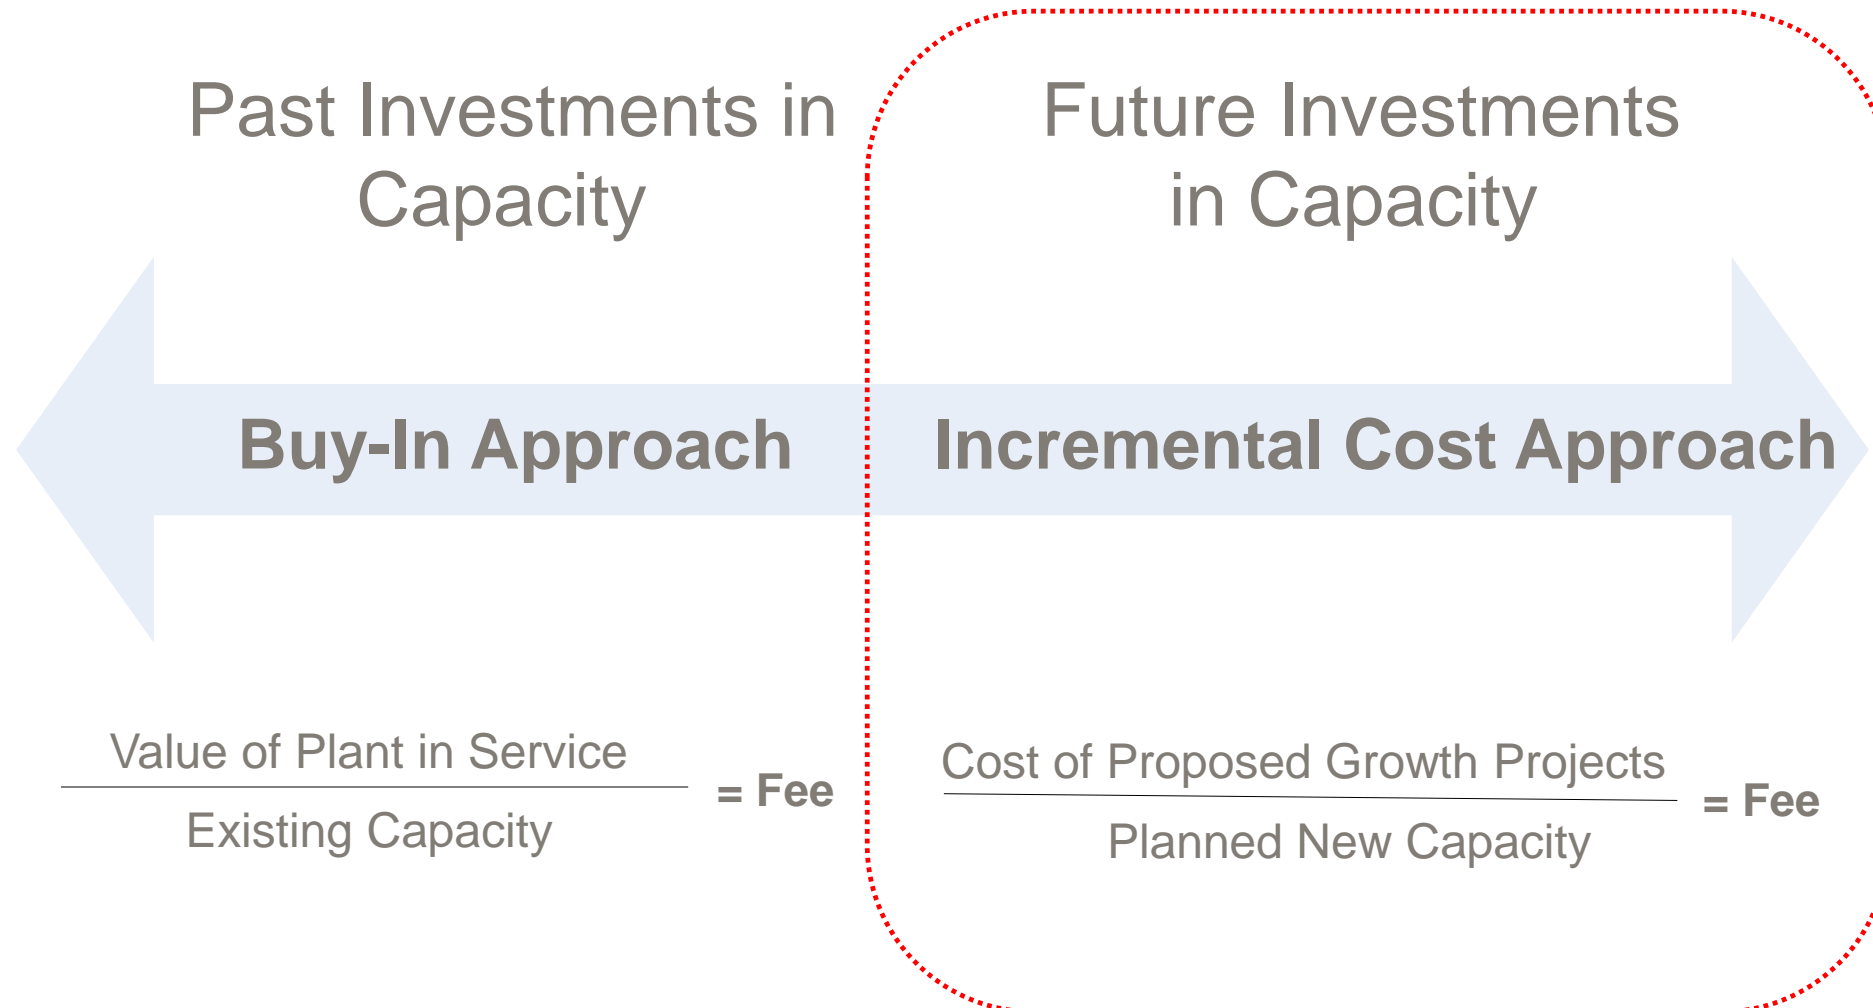 Past Investments in
Capacity
Future Investments
in Capacity
Buy-In Approach
Incremental Cost Approach
Value of Plant in Service
Existing Capacity
= Fee
Cost of Proposed Growth Projects
Planned New Capacity
= Fee